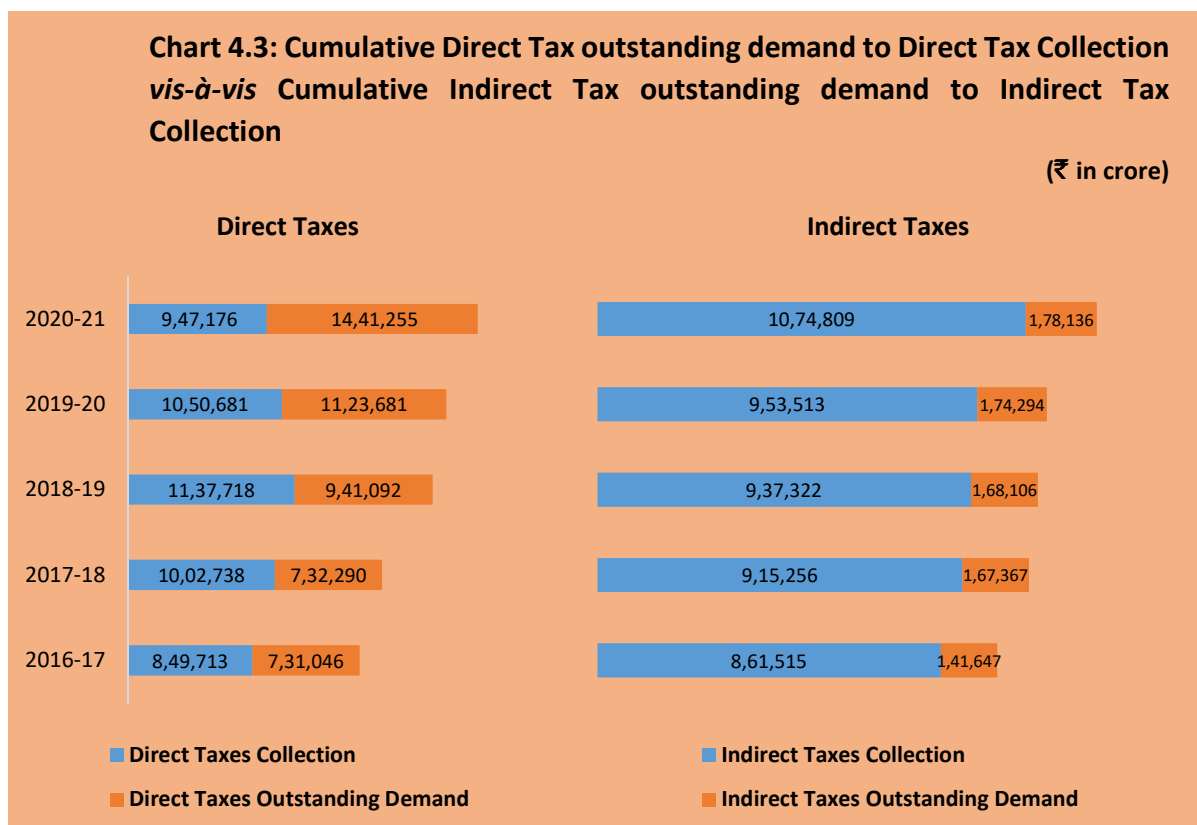 Chart 4.3: Cumulative Direct Tax outstanding demand to Direct Tax Collection
vis-à-vis Cumulative Indirect Tax outstanding demand to Indirect Tax
Collection
(₹ in crore)
Direct Taxes
Indirect Taxes
2020-21 9,47,176 14,41,255 10,74,809 1,78,136
2019-20 10,50,681 11,23,681 9,53,513 1,74,294
2018-19 11,37,718 9,41,092 9,37,322 1,68,106
2017-18 10,02,738 7,32,290 9,15,256 1,67,367
2016-17 8,49,713 7,31,046 8,61,515 1,41,647
Direct Taxes Collection
Direct Taxes Outstanding Demand
Indirect Taxes Collection
Indirect Taxes Outstanding Demand